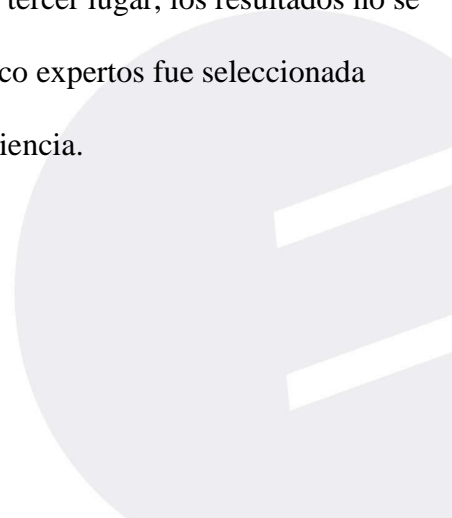 tercer lugar, los resultados no se
co expertos fue seleccionada
iencia.